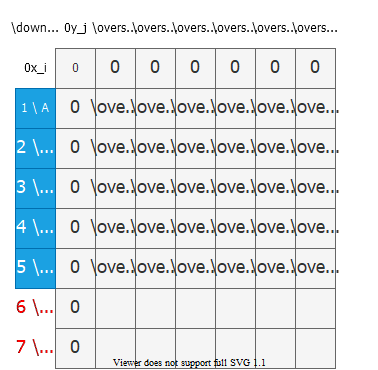 \down... 0y_j \overs... \overs... \overs... \overs... \overs... \overs...
0x_i 0 0 0 0 0 0 0
1 \ A 0 \ove... \ove... \ove... \ove... \ove... \ove...
2 \... 0 \ove... \ove... \ove... \ove... \ove... \ove...
3 \... 0 \ove... \ove... \ove... \ove... \ove... \ove...
4 \... 0 \ove... \ove... \ove... \ove... \ove... \ove...
5 \... 0 \ove... \ove... \ove... \ove... \ove... \ove...
6 \... 0
7 \... 0
Viewer does not support full SVG 1.1